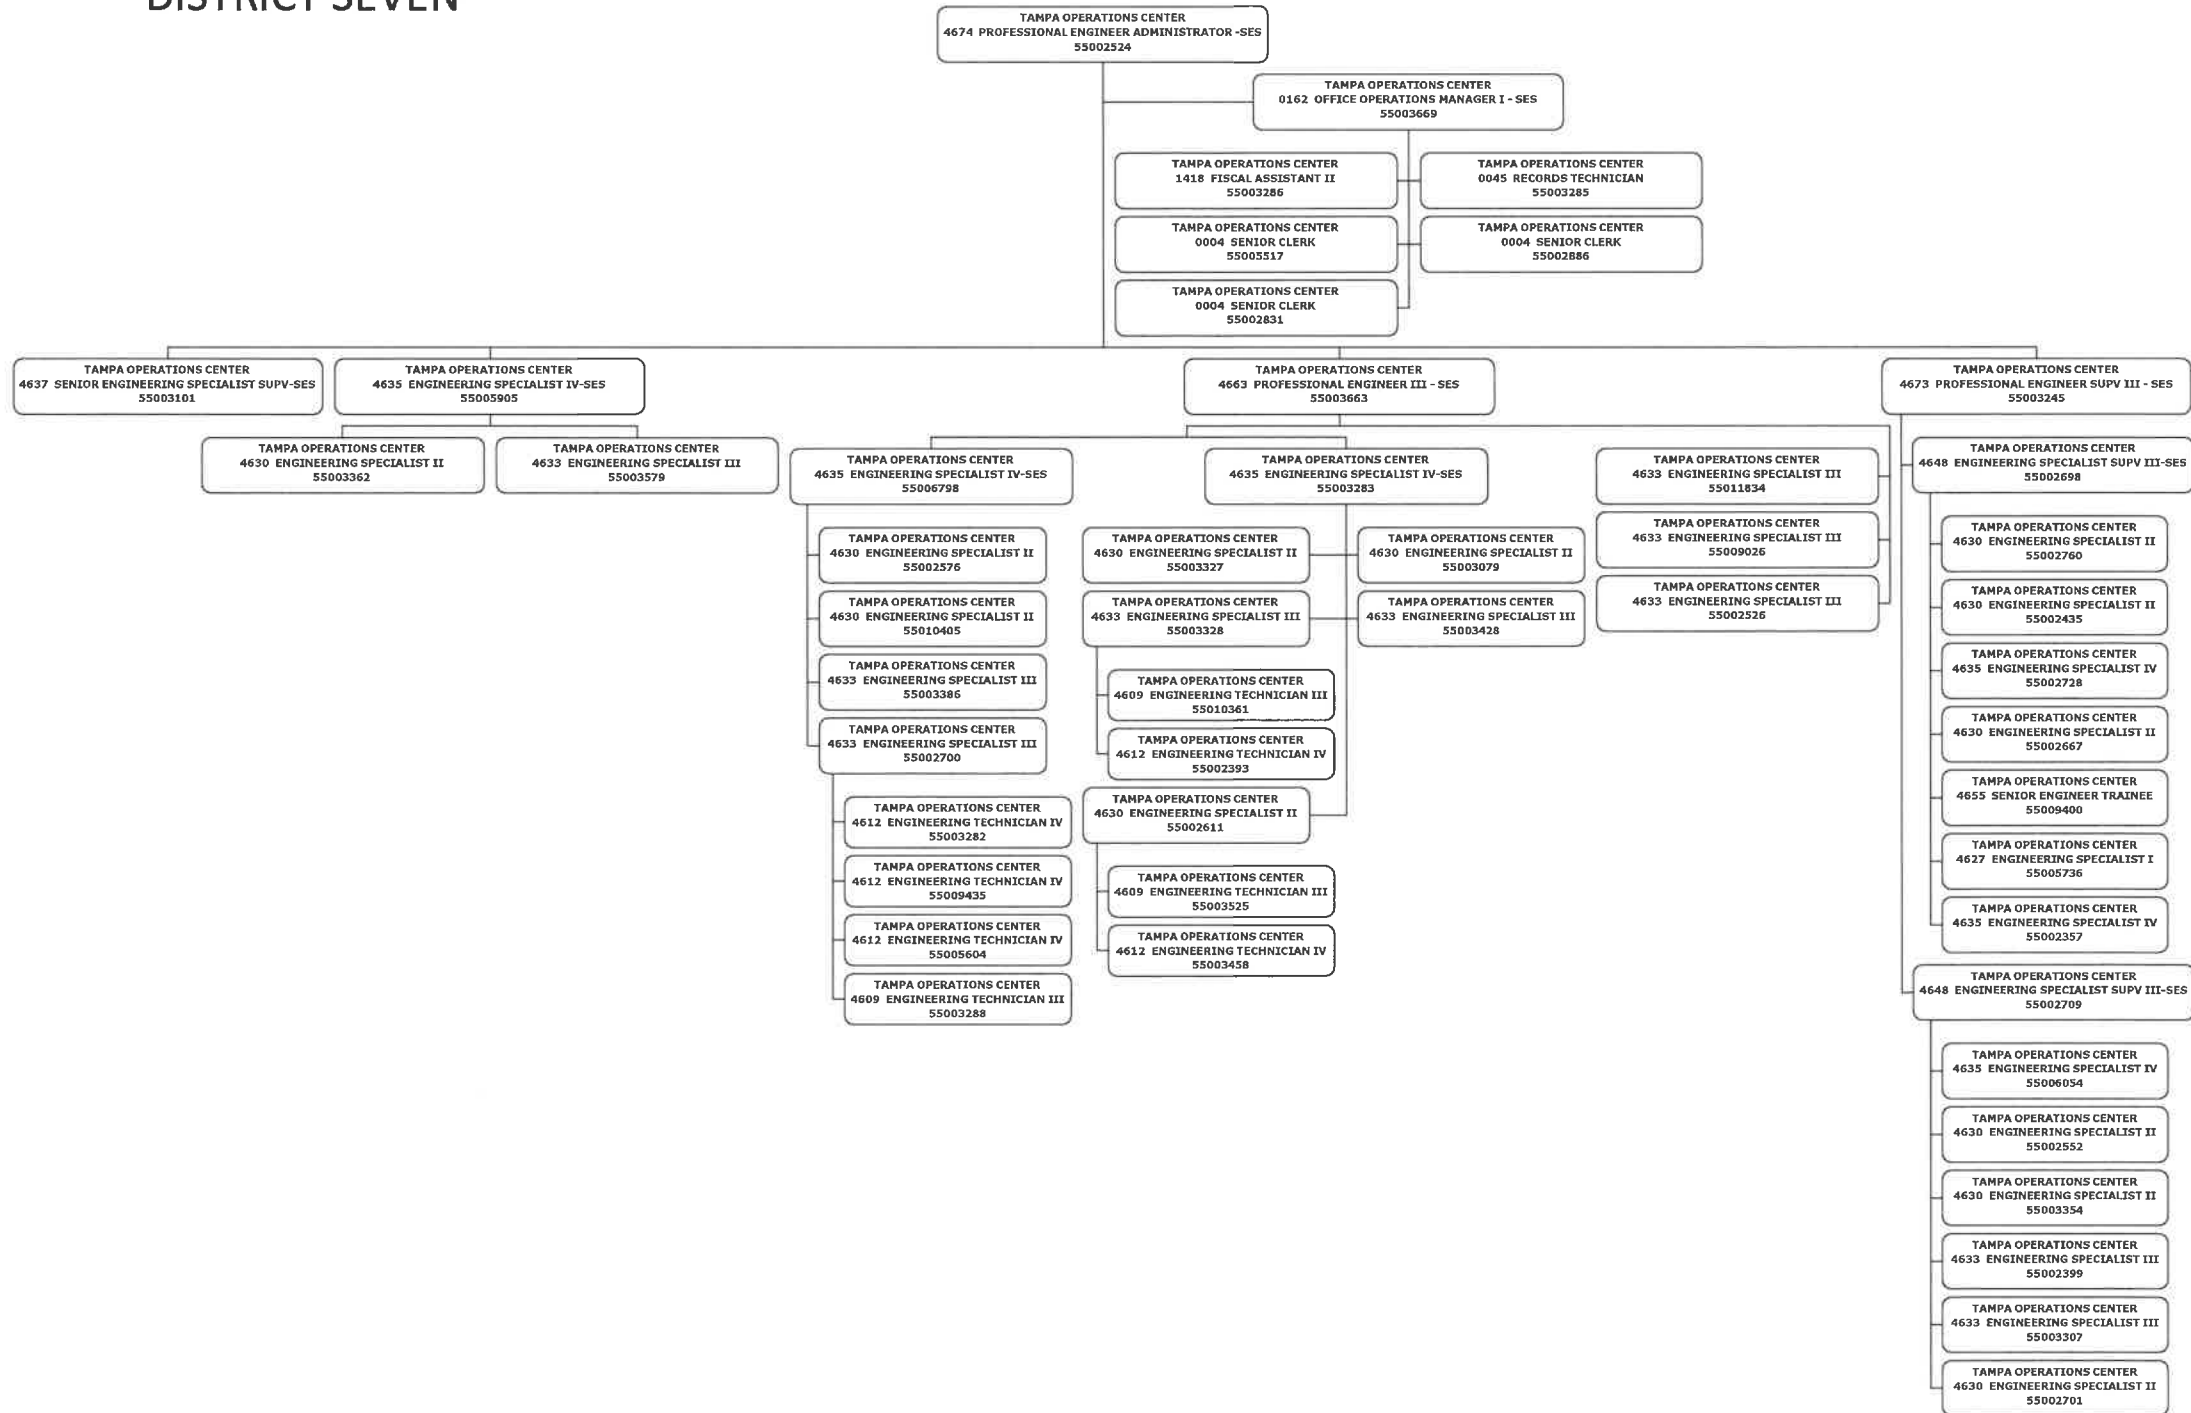 DISTRICT SEVEN
TAMPA OPERATIONS CENTER
4674 PROFESSIONAL ENGINEER ADMINISTRATOR -SES
55002524
TAMPA OPERATIONS CENTER
0162 OFFICE OPERATIONS MANAGER I - SES
55003669
TAMPA OPERATIONS CENTER
1418 FISCAL ASSISTANT II
55003286
TAMPA OPERATIONS CENTER
0045 RECORDS TECHNICIAN
55003285
TAMPA OPERATIONS CENTER
0004 SENIOR CLERK
55005517
TAMPA OPERATIONS CENTER
0004 SENIOR CLERK
55002886
TAMPA OPERATIONS CENTER
0004 SENIOR CLERK
55002831
TAMPA OPERATIONS CENTER
4637 SENIOR ENGINEERING SPECIALIST SUPV-SES
55003101
TAMPA OPERATIONS CENTER
4635 ENGINEERING SPECIALIST IV-SES
55005905
TAMPA OPERATIONS CENTER
4630 ENGINEERING SPECIALIST II
55003362
TAMPA OPERATIONS CENTER
4633 ENGINEERING SPECIALIST III
55003579
TAMPA OPERATIONS CENTER
4663 PROFESSIONAL ENGINEER III - SES
55003663
TAMPA OPERATIONS CENTER
4635 ENGINEERING SPECIALIST IV-SES
55006798
TAMPA OPERATIONS CENTER
4630 ENGINEERING SPECIALIST II
55002576
TAMPA OPERATIONS CENTER
4630 ENGINEERING SPECIALIST II
55010405
TAMPA OPERATIONS CENTER
4633 ENGINEERING SPECIALIST III
55003386
TAMPA OPERATIONS CENTER
4633 ENGINEERING SPECIALIST III
55002700
TAMPA OPERATIONS CENTER
4612 ENGINEERING TECHNICIAN IV
55003282
TAMPA OPERATIONS CENTER
4612 ENGINEERING TECHNICIAN IV
55009435
TAMPA OPERATIONS CENTER
4612 ENGINEERING TECHNICIAN IV
55005604
TAMPA OPERATIONS CENTER
4609 ENGINEERING TECHNICIAN III
55003288
TAMPA OPERATIONS CENTER
4635 ENGINEERING SPECIALIST IV-SES
55003283
TAMPA OPERATIONS CENTER
4630 ENGINEERING SPECIALIST II
55003327
TAMPA OPERATIONS CENTER
4630 ENGINEERING SPECIALIST II
55003079
TAMPA OPERATIONS CENTER
4633 ENGINEERING SPECIALIST III
55003328
TAMPA OPERATIONS CENTER
4633 ENGINEERING SPECIALIST III
55003428
TAMPA OPERATIONS CENTER
4609 ENGINEERING TECHNICIAN III
55010361
TAMPA OPERATIONS CENTER
4612 ENGINEERING TECHNICIAN IV
55002393
TAMPA OPERATIONS CENTER
4630 ENGINEERING SPECIALIST II
55002611
TAMPA OPERATIONS CENTER
4609 ENGINEERING TECHNICIAN III
55003525
TAMPA OPERATIONS CENTER
4612 ENGINEERING TECHNICIAN IV
55003458
TAMPA OPERATIONS CENTER
4633 ENGINEERING SPECIALIST III
55011834
TAMPA OPERATIONS CENTER
4633 ENGINEERING SPECIALIST III
55009026
TAMPA OPERATIONS CENTER
4633 ENGINEERING SPECIALIST III
55002526
TAMPA OPERATIONS CENTER
4673 PROFESSIONAL ENGINEER SUPV III - SES
55003245
TAMPA OPERATIONS CENTER
4648 ENGINEERING SPECIALIST SUPV III-SES
55002698
TAMPA OPERATIONS CENTER
4630 ENGINEERING SPECIALIST II
55002760
TAMPA OPERATIONS CENTER
4630 ENGINEERING SPECIALIST II
55002435
TAMPA OPERATIONS CENTER
4635 ENGINEERING SPECIALIST IV
55002728
TAMPA OPERATIONS CENTER
4630 ENGINEERING SPECIALIST II
55002667
TAMPA OPERATIONS CENTER
4655 SENIOR ENGINEER TRAINEE
55009400
TAMPA OPERATIONS CENTER
4627 ENGINEERING SPECIALIST I
55005736
TAMPA OPERATIONS CENTER
4635 ENGINEERING SPECIALIST IV
55002357
TAMPA OPERATIONS CENTER
4648 ENGINEERING SPECIALIST SUPV III-SES
55002709
TAMPA OPERATIONS CENTER
4635 ENGINEERING SPECIALIST IV
55006054
TAMPA OPERATIONS CENTER
4630 ENGINEERING SPECIALIST II
55002552
TAMPA OPERATIONS CENTER
4630 ENGINEERING SPECIALIST II
55003354
TAMPA OPERATIONS CENTER
4633 ENGINEERING SPECIALIST III
55002399
TAMPA OPERATIONS CENTER
4633 ENGINEERING SPECIALIST III
55003307
TAMPA OPERATIONS CENTER
4630 ENGINEERING SPECIALIST II
55002701